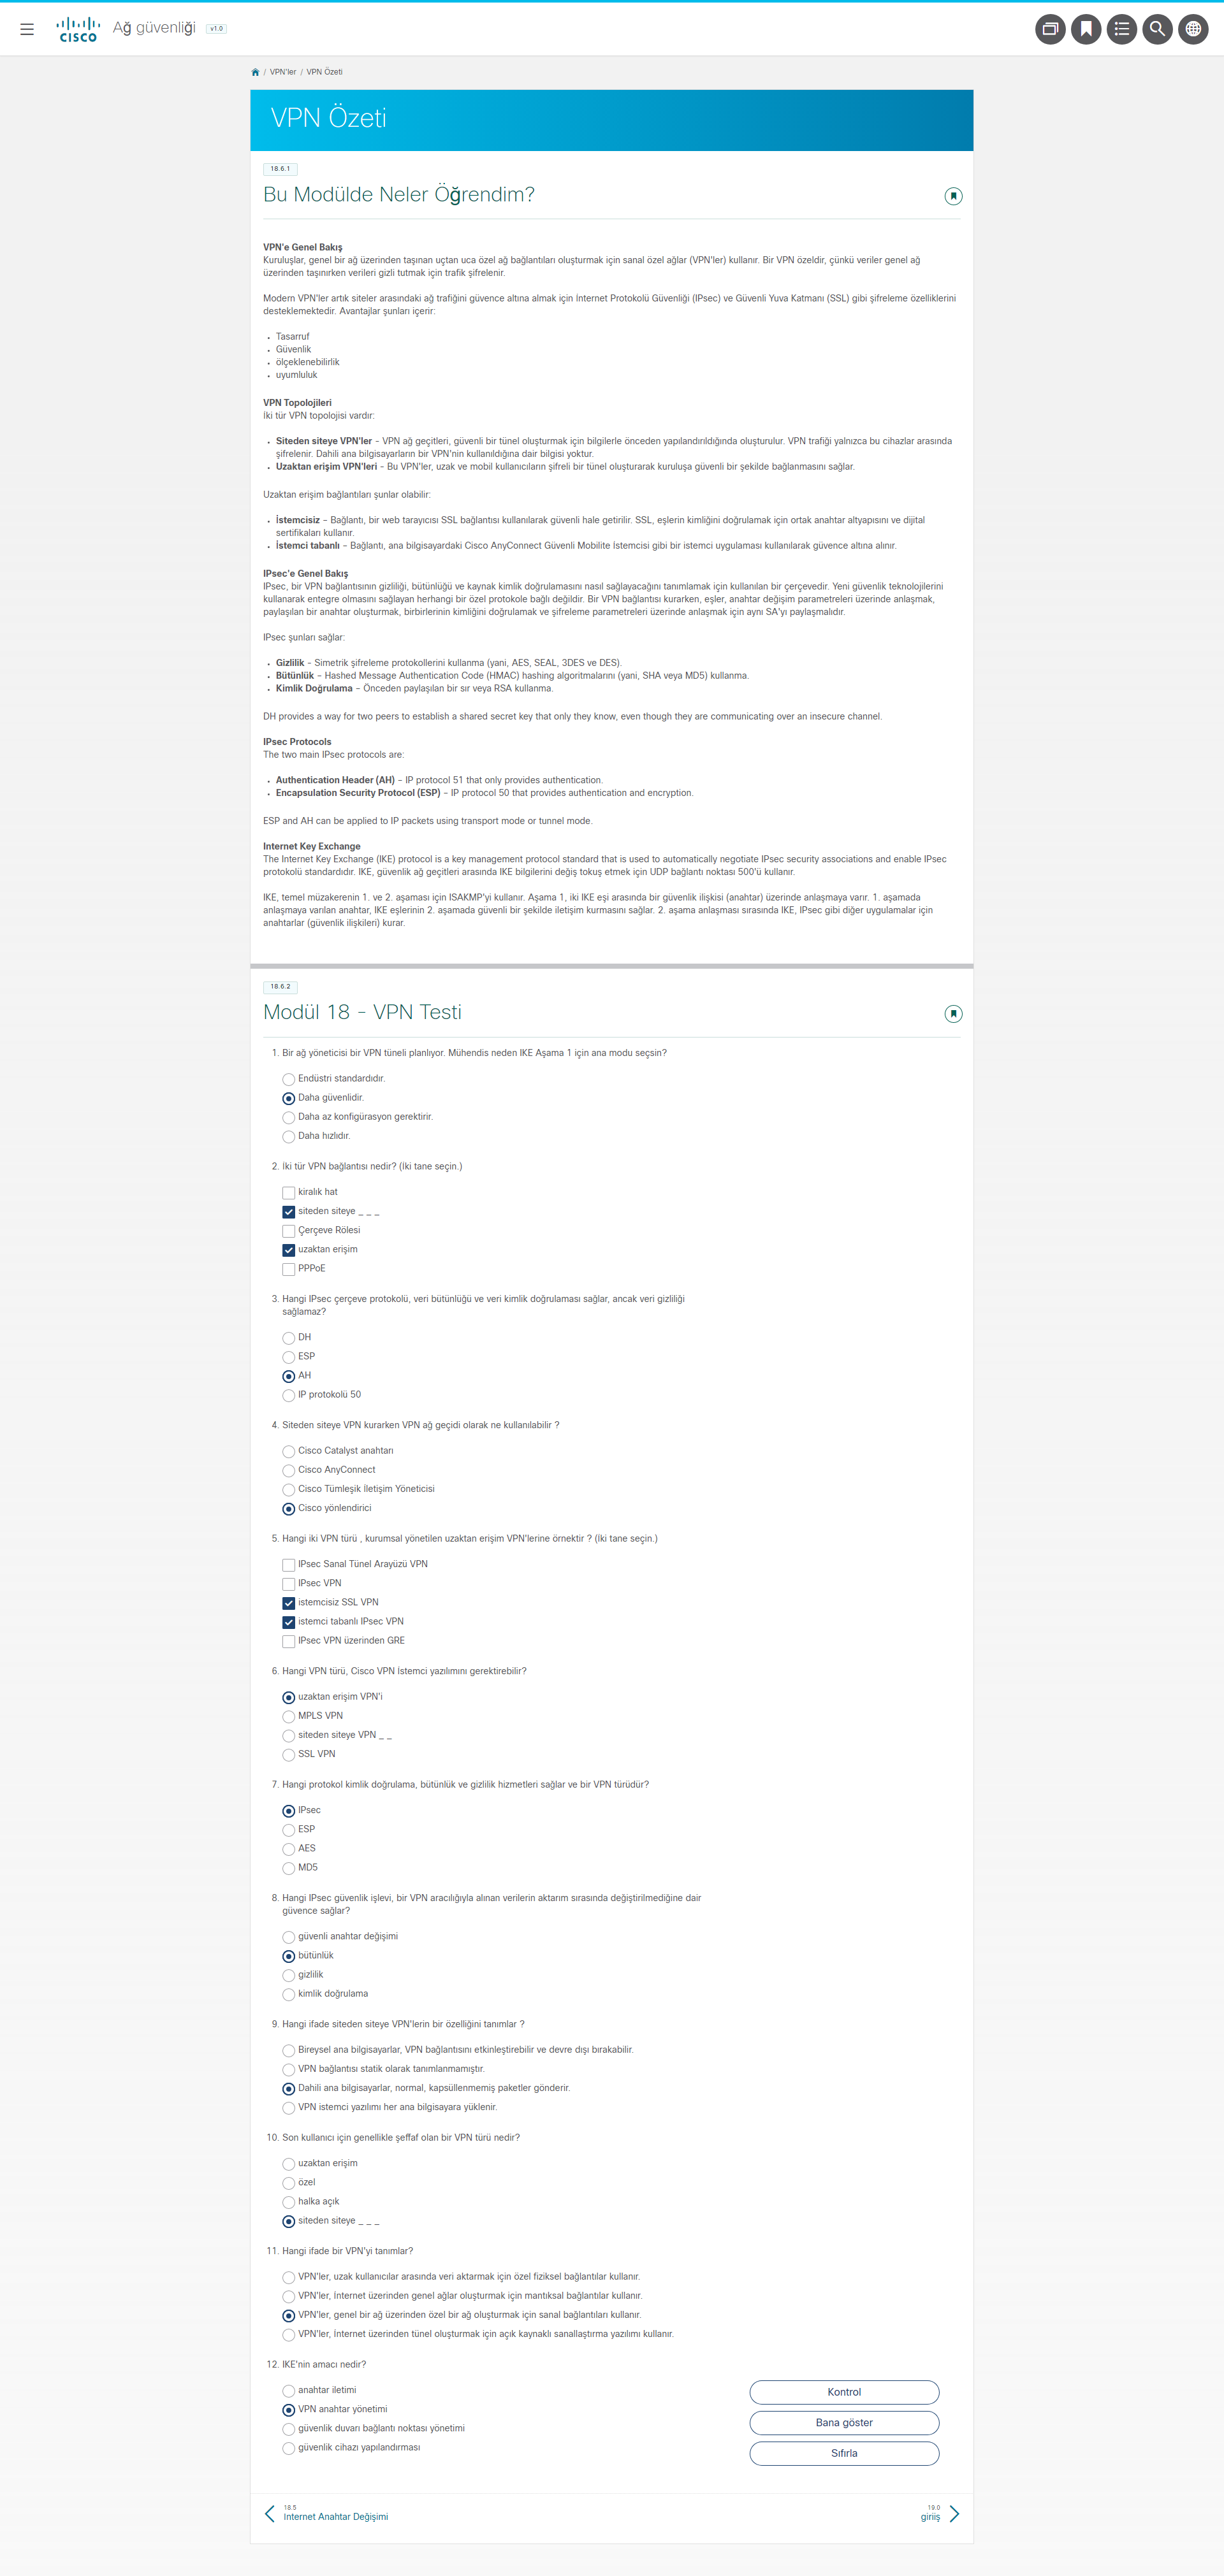 CISCO
Ağ güvenliği v1.0
/ VPN'ler / VPN Özeti
VPN Özeti
18.6.1
Bu Modülde Neler Öğrendim?
VPN'e Genel Bakış
Kuruluşlar, genel bir ağ üzerinden taşınan uçtan uca özel ağ bağlantıları oluşturmak için sanal özel ağlar (VPN'ler) kullanır. Bir VPN özeldir, çünkü veriler genel ağ
üzerinden taşınırken verileri gizli tutmak için trafik şifrelenir.
Modern VPN'ler artık siteler arasındaki ağ trafiğini güvence altına almak için İnternet Protokolü Güvenliği (IPsec) ve Güvenli Yuva Katmanı (SSL) gibi şifreleme özelliklerini
desteklemektedir. Avantajlar şunları içerir:
• Tasarruf
• Güvenlik
• ölçeklenebilirlik
• uyumluluk
VPN Topolojileri
İki tür VPN topolojisi vardır:
• Siteden siteye VPN'ler - VPN ağ geçitleri, güvenli bir tünel oluşturmak için bilgilerle önceden yapılandırıldığında oluşturulur. VPN trafiği yalnızca bu cihazlar arasında
şifrelenir. Dahili ana bilgisayarların bir VPN'nin kullanıldığına dair bilgisi yoktur.
• Uzaktan erişim VPN'leri - Bu VPN'ler, uzak ve mobil kullanıcıların şifreli bir tünel oluşturarak kuruluşa güvenli bir şekilde bağlanmasını sağlar.
Uzaktan erişim bağlantıları şunlar olabilir:
• İstemcisiz – Bağlantı, bir web tarayıcısı SSL bağlantısı kullanılarak güvenli hale getirilir. SSL, eşlerin kimliğini doğrulamak için ortak anahtar altyapısını ve dijital
sertifikaları kullanır.
• İstemci tabanlı – Bağlantı, ana bilgisayardaki Cisco AnyConnect Güvenli Mobilite İstemcisi gibi bir istemci uygulaması kullanılarak güvence altına alınır.
IPsec'e Genel Bakış
IPsec, bir VPN bağlantısının gizliliği, bütünlüğü ve kaynak kimlik doğrulamasını nasıl sağlayacağını tanımlamak için kullanılan bir çerçevedir. Yeni güvenlik teknolojilerini
kullanarak entegre olmasını sağlayan herhangi bir özel protokole bağlı değildir. Bir VPN bağlantısı kurarken, eşler, anahtar değişim parametreleri üzerinde anlaşmak,
paylaşılan bir anahtar oluşturmak, birbirlerinin kimliğini doğrulamak ve şifreleme parametreleri üzerinde anlaşmak için aynı SA'yı paylaşmalıdır.
IPsec şunları sağlar:
• Gizlilik - Simetrik şifreleme protokollerini kullanma (yani, AES, SEAL, 3DES ve DES).
• Bütünlük – Hashed Message Authentication Code (HMAC) hashing algoritmalarını (yani, SHA veya MD5) kullanma.
• Kimlik Doğrulama – Önceden paylaşılan bir sır veya RSA kullanma.
DH provides a way for two peers to establish a shared secret key that only they know, even though they are communicating over an insecure channel.
IPsec Protocols
The two main IPsec protocols are:
• Authentication Header (AH) – IP protocol 51 that only provides authentication.
• Encapsulation Security Protocol (ESP) – IP protocol 50 that provides authentication and encryption.
ESP and AH can be applied to IP packets using transport mode or tunnel mode.
Internet Key Exchange
The Internet Key Exchange (IKE) protocol is a key management protocol standard that is used to automatically negotiate IPsec security associations and enable IPsec
protokolü standardıdır. IKE, güvenlik ağ geçitleri arasında IKE bilgilerini değiş tokuş etmek için UDP bağlantı noktası 500'ü kullanır.
IKE, temel müzakerenin 1. ve 2. aşaması için ISAKMP'yi kullanır. Aşama 1, iki IKE eşi arasında bir güvenlik ilişkisi (anahtar) üzerinde anlaşmaya varır. 1. aşamada
anlaşmaya varılan anahtar, IKE eşlerinin 2. aşamada güvenli bir şekilde iletişim kurmasını sağlar. 2. aşama anlaşması sırasında IKE, IPsec gibi diğer uygulamalar için
anahtarlar (güvenlik ilişkileri) kurar.
18.6.2
Modül 18 - VPN Testi
1. Bir ağ yöneticisi bir VPN tüneli planlıyor. Mühendis neden IKE Aşama 1 için ana modu seçsin?
Endüstri standardıdır.
Daha güvenlidir.
Daha az konfigürasyon gerektirir.
Daha hızlıdır.
2. İki tür VPN bağlantısı nedir? (İki tane seçin.)
kiralık hat
siteden siteye _ _ _
Çerçeve Rölesi
uzaktan erişim
PPPoE
3. Hangi IPsec çerçeve protokolü, veri bütünlüğü ve veri kimlik doğrulaması sağlar, ancak veri gizliliği
sağlamaz?
DH
ESP
AH
IP protokolü 50
4. Siteden siteye VPN kurarken VPN ağ geçidi olarak ne kullanılabilir ?
Cisco Catalyst anahtarı
Cisco AnyConnect
Cisco Tümleşik İletişim Yöneticisi
Cisco yönlendirici
5. Hangi iki VPN türü , kurumsal yönetilen uzaktan erişim VPN'lerine örnektir ? (İki tane seçin.)
IPsec Sanal Tünel Arayüzü VPN
IPsec VPN
istemcisiz SSL VPN
istemci tabanlı IPsec VPN
IPsec VPN üzerinden GRE
6. Hangi VPN türü, Cisco VPN İstemci yazılımını gerektirebilir?
uzaktan erişim VPN'i
MPLS VPN
siteden siteye VPN _ _
SSL VPN
7. Hangi protokol kimlik doğrulama, bütünlük ve gizlilik hizmetleri sağlar ve bir VPN türüdür?
IPsec
ESP
AES
MD5
8. Hangi IPsec güvenlik işlevi, bir VPN aracılığıyla alınan verilerin aktarım sırasında değiştirilmediğine dair
güvence sağlar?
güvenli anahtar değişimi
bütünlük
gizlilik
kimlik doğrulama
9. Hangi ifade siteden siteye VPN'lerin bir özelliğini tanımlar ?
Bireysel ana bilgisayarlar, VPN bağlantısını etkinleştirebilir ve devre dışı bırakabilir.
VPN bağlantısı statik olarak tanımlanmamıştır.
Dahili ana bilgisayarlar, normal, kapsüllenmemiş paketler gönderir.
VPN istemci yazılımı her ana bilgisayara yüklenir.
10. Son kullanıcı için genellikle şeffaf olan bir VPN türü nedir?
uzaktan erişim
özel
halka açık
siteden siteye _ _ _
11. Hangi ifade bir VPN'yi tanımlar?
VPN'ler, uzak kullanıcılar arasında veri aktarmak için özel fiziksel bağlantılar kullanır.
VPN'ler, İnternet üzerinden genel ağlar oluşturmak için mantıksal bağlantılar kullanır.
VPN'ler, genel bir ağ üzerinden özel bir ağ oluşturmak için sanal bağlantıları kullanır.
VPN'ler, İnternet üzerinden tünel oluşturmak için açık kaynaklı sanallaştırma yazılımı kullanır.
12. IKE'nin amacı nedir?
anahtar iletimi
VPN anahtar yönetimi
güvenlik duvarı bağlantı noktası yönetimi
güvenlik cihazı yapılandırması
Kontrol
Bana göster
Sıfırla
18.5
İnternet Anahtar Değişimi
19.0
giriiş